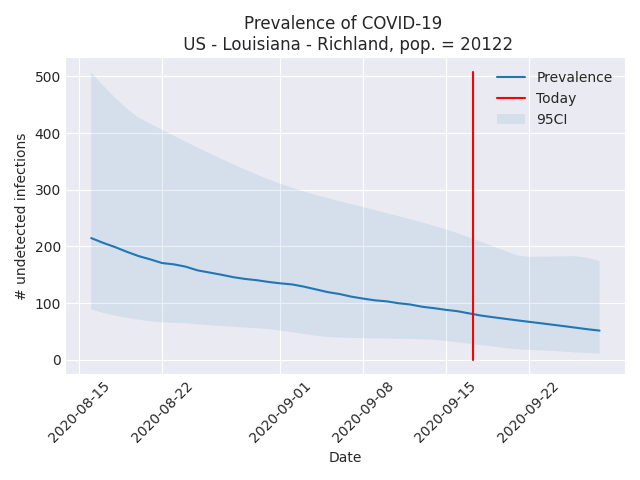 Prevalence of COVID-19
US - Louisiana - Richland, pop. = 20122
Prevalence
Today
95CI
# undetected infections
500
400
300
200
100
0
2020-08-15
2020-08-22
2020-09-01
2020-09-08
2020-09-15
2020-09-22
Date